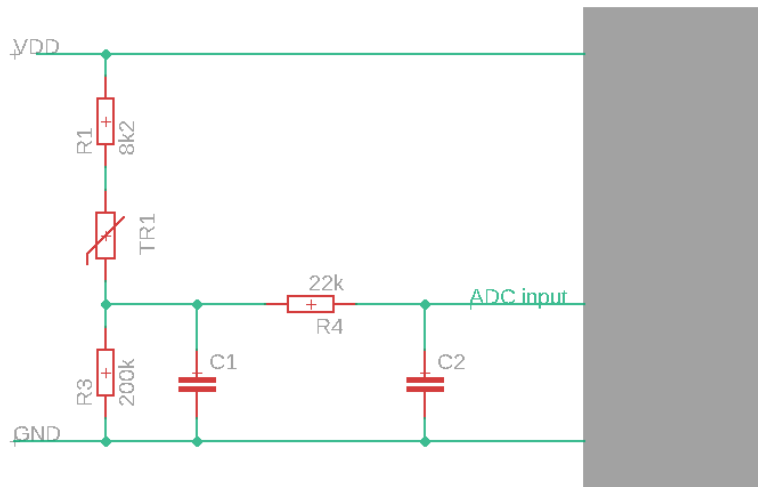 VDD
R1
8k2
TR1
22k
ADC input
R4
C1
C2
R3
200k
GND